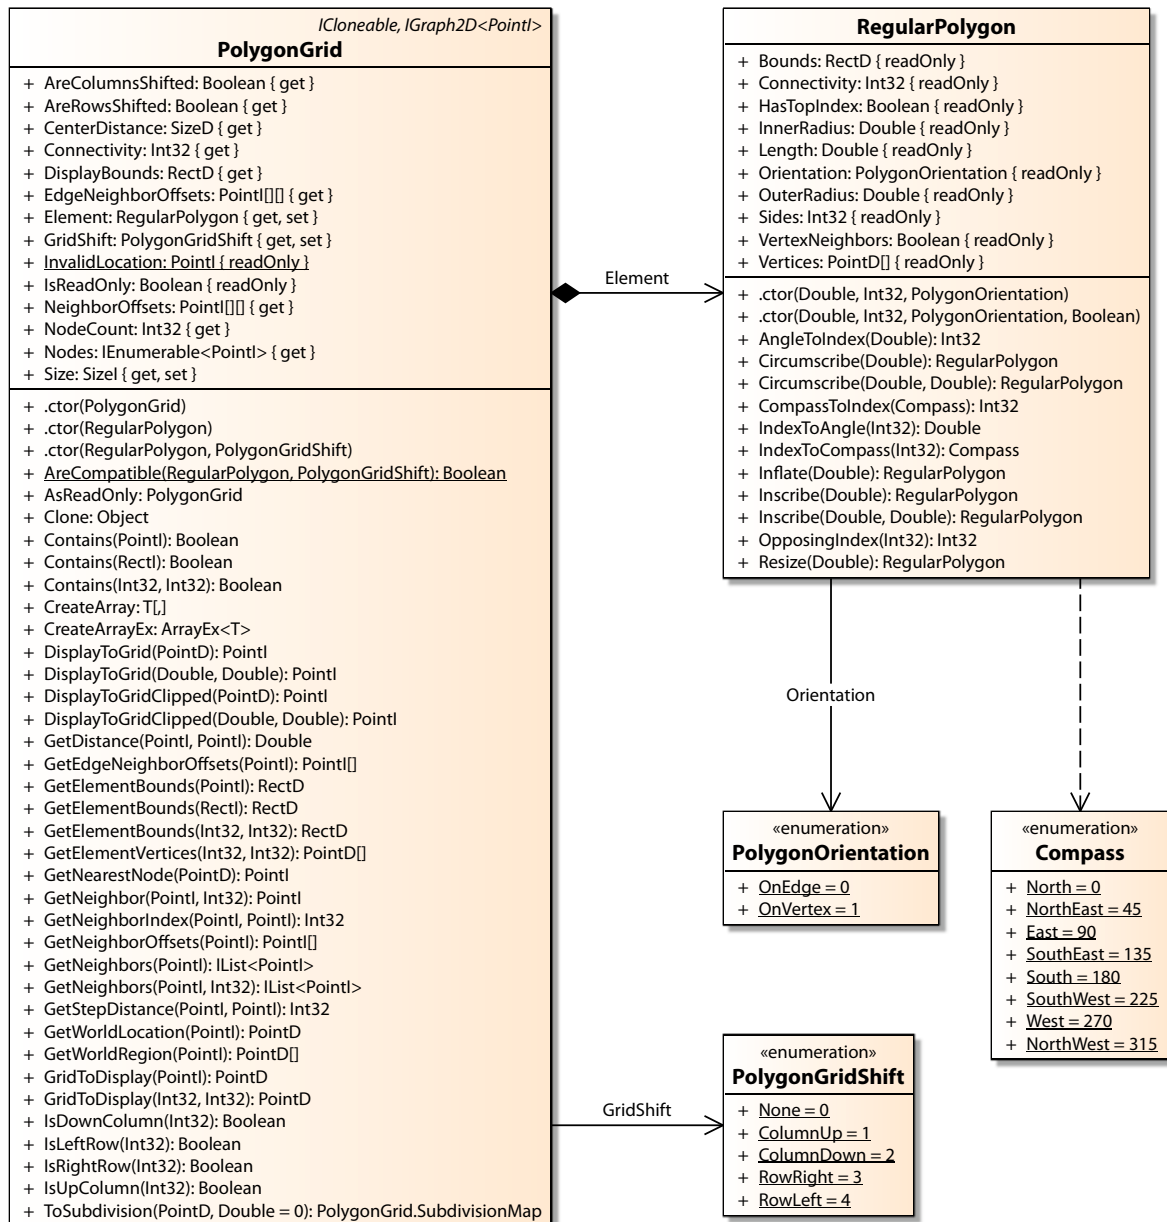 ICloneable, IGraph2D<PointI>
PolygonGrid
+ AreColumnsShifted: Boolean { get }
+ AreRowsShifted: Boolean { get }
+ CenterDistance: SizeD { get }
+ Connectivity: Int32 { get }
+ DisplayBounds: RectD { get }
+ EdgeNeighborOffsets: PointI[][] { get }
+ Element: RegularPolygon { get, set }
+ GridShift: PolygonGridShift { get, set }
+ InvalidLocation: PointI { readOnly }
+ IsReadOnly: Boolean { readOnly }
+ NeighborOffsets: PointI[][] { get }
+ NodeCount: Int32 { get }
+ Nodes: IEnumerable<PointI> { get }
+ Size: SizeI { get, set }
+ .ctor(PolygonGrid)
+ .ctor(RegularPolygon)
+ .ctor(RegularPolygon, PolygonGridShift)
+ AreCompatible(RegularPolygon, PolygonGridShift): Boolean
+ AsReadOnly: PolygonGrid
+ Clone: Object
+ Contains(PointI): Boolean
+ Contains(RectI): Boolean
+ Contains(Int32, Int32): Boolean
+ CreateArray: T[,]
+ CreateArrayEx: ArrayEx<T>
+ DisplayToGrid(PointD): PointI
+ DisplayToGrid(Double, Double): PointI
+ DisplayToGridClipped(PointD): PointI
+ DisplayToGridClipped(Double, Double): PointI
+ GetDistance(PointI, PointI): Double
+ GetEdgeNeighborOffsets(PointI): PointI[]
+ GetElementBounds(PointI): RectD
+ GetElementBounds(RectI): RectD
+ GetElementBounds(Int32, Int32): RectD
+ GetElementVertices(Int32, Int32): PointD[]
+ GetNearestNode(PointD): PointI
+ GetNeighbor(PointI, Int32): PointI
+ GetNeighborIndex(PointI, PointI): Int32
+ GetNeighborOffsets(PointI): PointI[]
+ GetNeighbors(PointI): IList<PointI>
+ GetNeighbors(PointI, Int32): IList<PointI>
+ GetStepDistance(PointI, PointI): Int32
+ GetWorldLocation(PointI): PointD
+ GetWorldRegion(PointI): PointD[]
+ GridToDisplay(PointI): PointD
+ GridToDisplay(Int32, Int32): PointD
+ IsDownColumn(Int32): Boolean
+ IsLeftRow(Int32): Boolean
+ IsRightRow(Int32): Boolean
+ IsUpColumn(Int32): Boolean
+ ToSubdivision(PointD, Double = 0): PolygonGrid.SubdivisionMap
Element
RegularPolygon
+ Bounds: RectD { readOnly }
+ Connectivity: Int32 { readOnly }
+ HasTopIndex: Boolean { readOnly }
+ InnerRadius: Double { readOnly }
+ Length: Double { readOnly }
+ Orientation: PolygonOrientation { readOnly }
+ OuterRadius: Double { readOnly }
+ Sides: Int32 { readOnly }
+ VertexNeighbors: Boolean { readOnly }
+ Vertices: PointD[] { readOnly }
+ .ctor(Double, Int32, PolygonOrientation)
+ .ctor(Double, Int32, PolygonOrientation, Boolean)
+ AngleToIndex(Double): Int32
+ Circumscribe(Double): RegularPolygon
+ Circumscribe(Double, Double): RegularPolygon
+ CompassToIndex(Compass): Int32
+ IndexToAngle(Int32): Double
+ IndexToCompass(Int32): Compass
+ Inflate(Double): RegularPolygon
+ Inscribe(Double): RegularPolygon
+ Inscribe(Double, Double): RegularPolygon
+ OpposingIndex(Int32): Int32
+ Resize(Double): RegularPolygon
Orientation
«enumeration»
PolygonOrientation
+ OnEdge = 0
+ OnVertex = 1
«enumeration»
Compass
+ North = 0
+ NorthEast = 45
+ East = 90
+ SouthEast = 135
+ South = 180
+ SouthWest = 225
+ West = 270
+ NorthWest = 315
GridShift
«enumeration»
PolygonGridShift
+ None = 0
+ ColumnUp = 1
+ ColumnDown = 2
+ RowRight = 3
+ RowLeft = 4